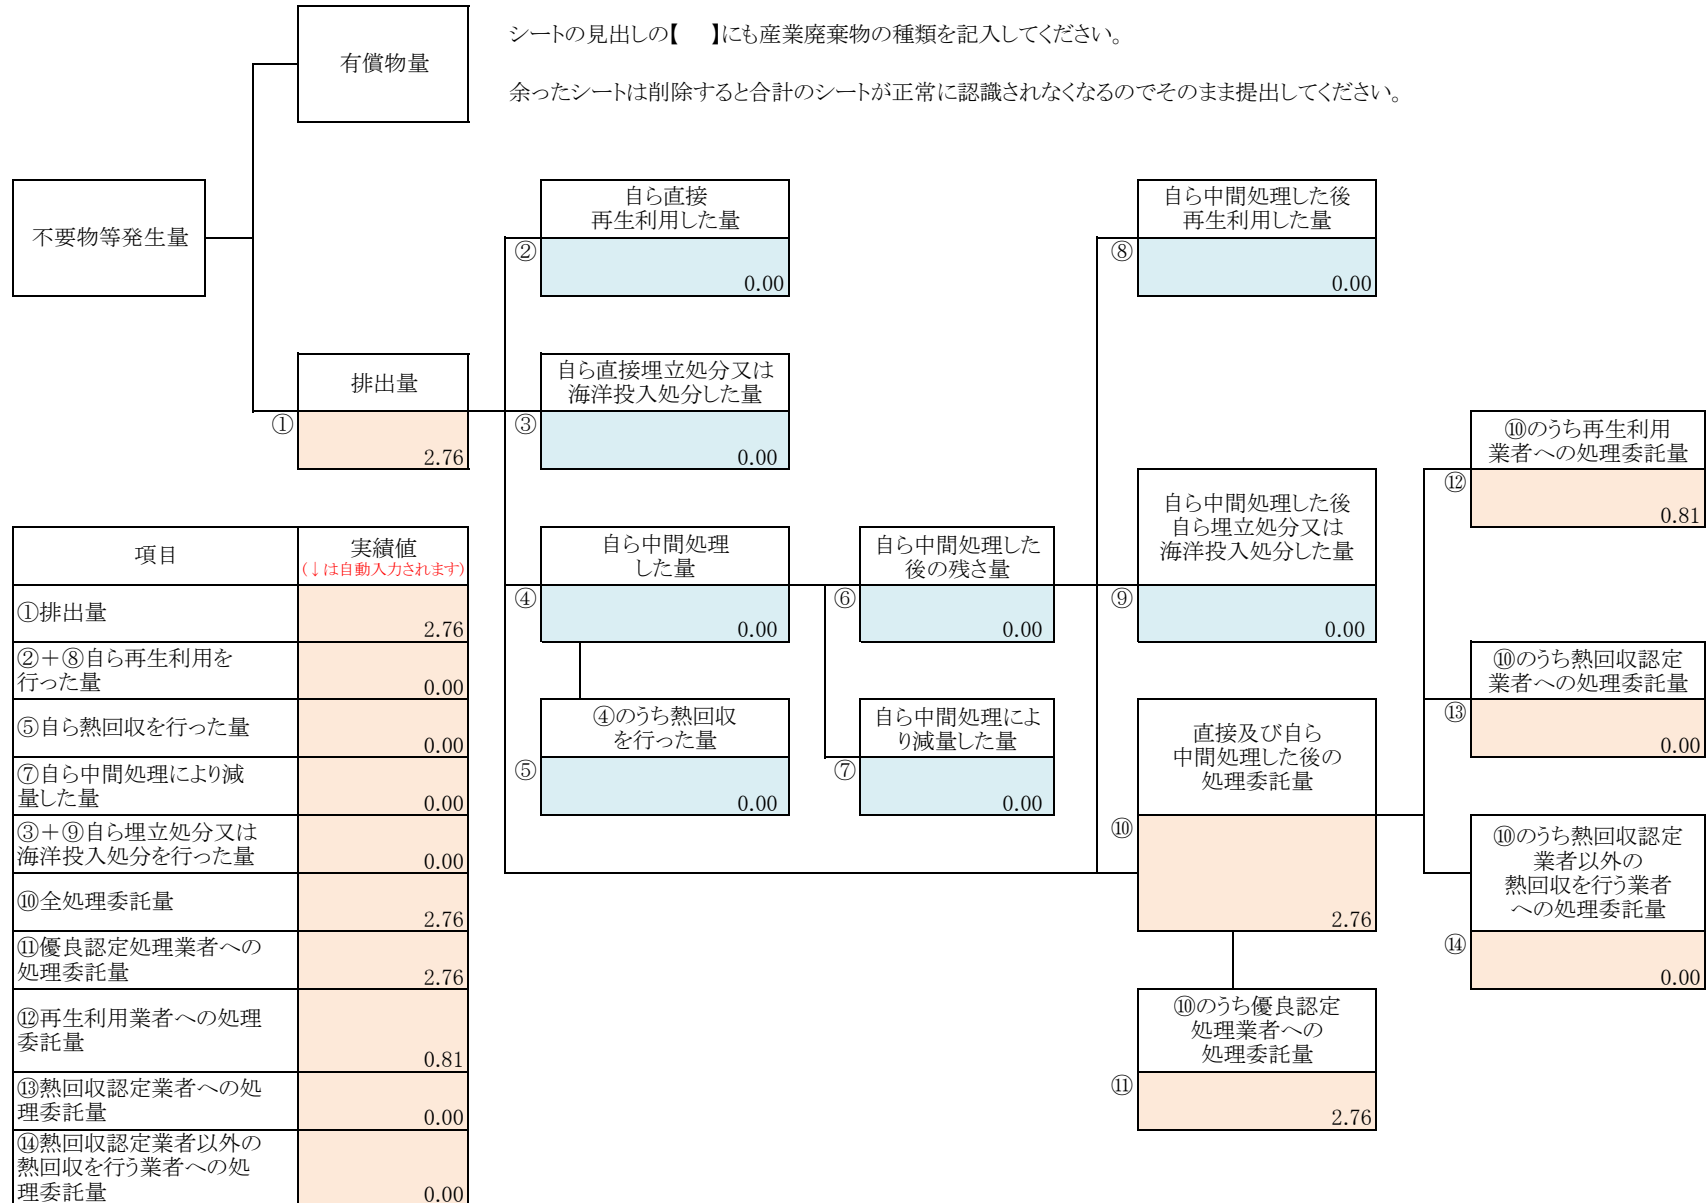 シートの見出しの【　】にも産業廃棄物の種類を記入してください。
余ったシートは削除すると合計のシートが正常に認識されなくなるのでそのまま提出してください。
有償物量
不要物等発生量
排出量
①
2.76
自ら直接
再生利用した量
②
0.00
自ら直接埋立処分又は
海洋投入処分した量
③
0.00
自ら中間処理
した量
④
0.00
④のうち熱回収
を行った量
⑤
0.00
自ら中間処理した
後の残さ量
⑥
0.00
自ら中間処理によ
り減量した量
⑦
0.00
自ら中間処理した後
再生利用した量
⑧
0.00
自ら中間処理した後
自ら埋立処分又は
海洋投入処分した量
⑨
0.00
直接及び自ら
中間処理した後の
処理委託量
⑩
2.76
⑩のうち優良認定
処理業者への
処理委託量
⑪
2.76
⑩のうち再生利用
業者への処理委託量
⑫
0.81
⑩のうち熱回収認定
業者への処理委託量
⑬
0.00
⑩のうち熱回収認定
業者以外の
熱回収を行う業者
への処理委託量
⑭
0.00
項目
実績値
(↓は自動入力されます)
①排出量
2.76
②＋⑧自ら再生利用を
行った量
0.00
⑤自ら熱回収を行った量
0.00
⑦自ら中間処理により減
量した量
0.00
③＋⑨自ら埋立処分又は
海洋投入処分を行った量
0.00
⑩全処理委託量
2.76
⑪優良認定処理業者への
処理委託量
2.76
⑫再生利用業者への処理
委託量
0.81
⑬熱回収認定業者への処
理委託量
0.00
⑭熱回収認定業者以外の
熱回収を行う業者への処
理委託量
0.00